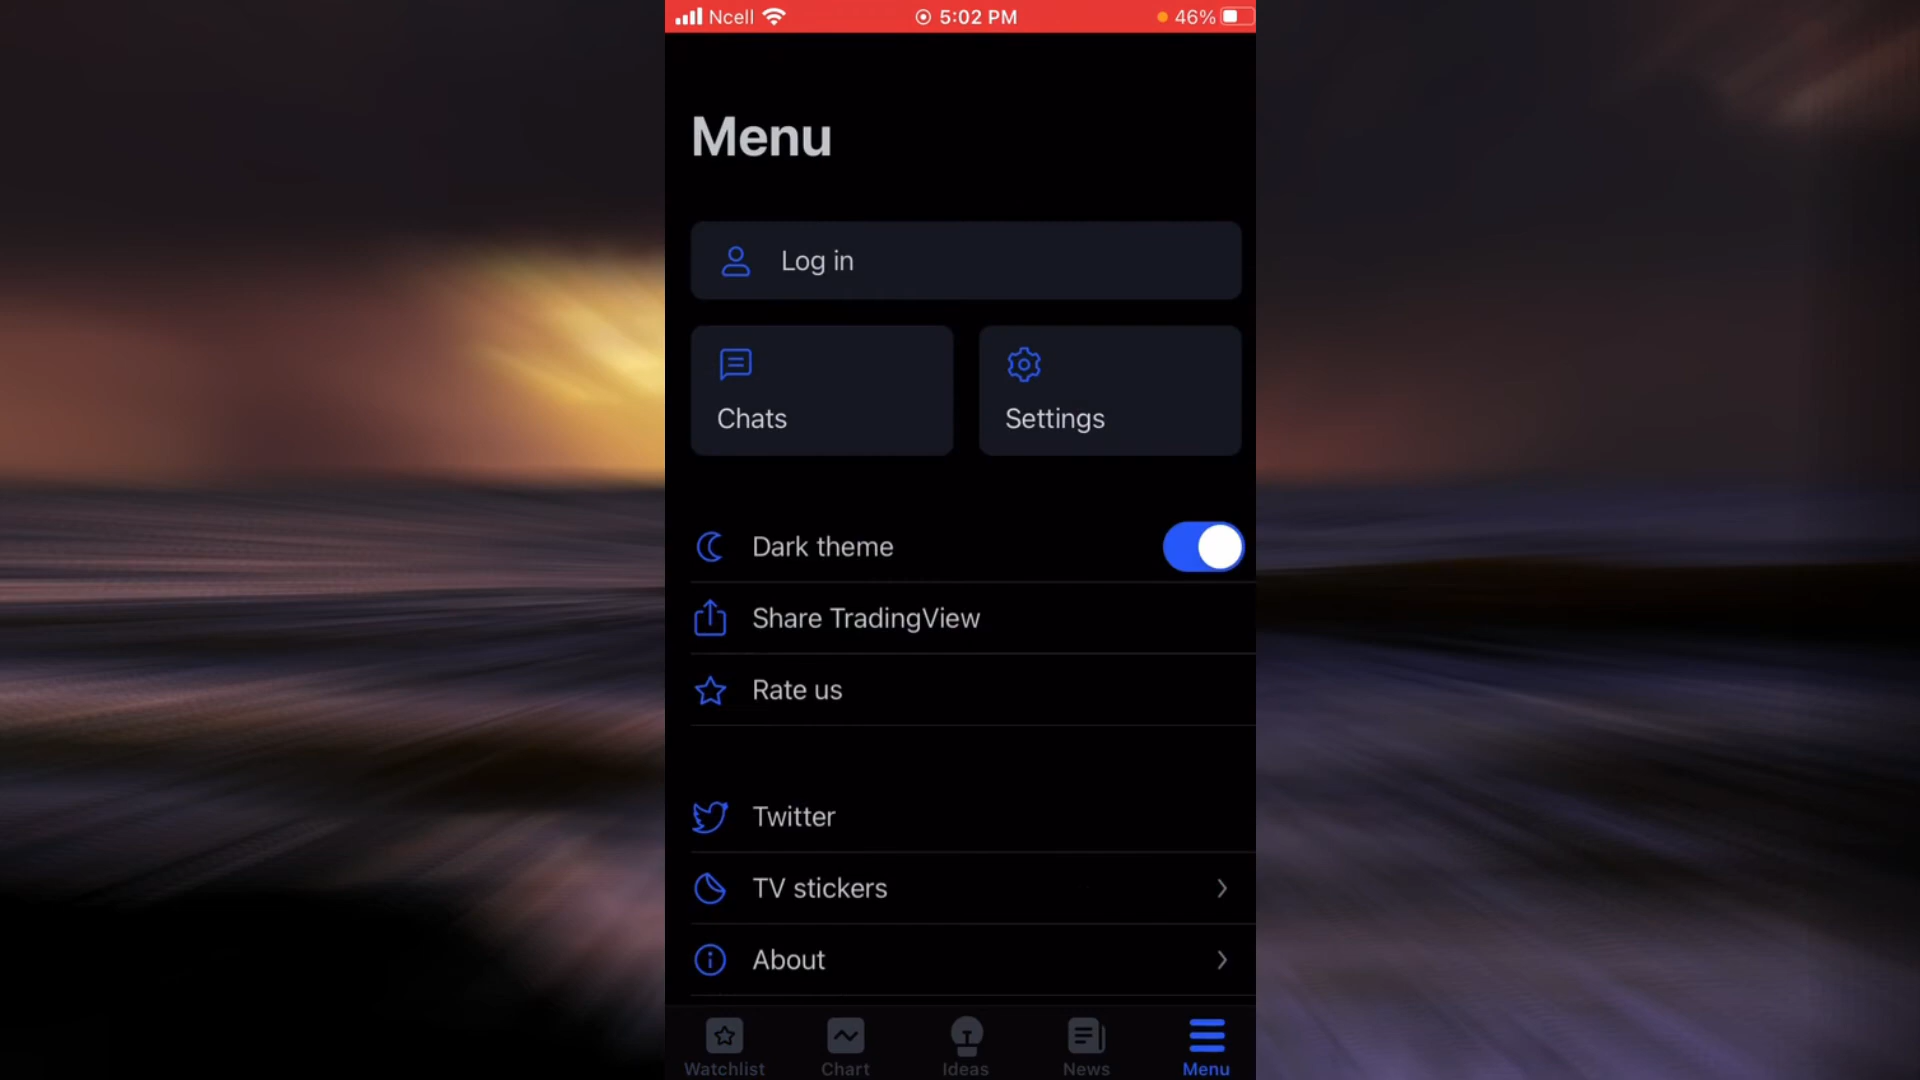 Ncell 5:02 PM 46%
Menu
Log in
Chats Settings
Dark theme
Share TradingView
Rate us
Twitter
TV stickers
About
Watchlist Chart Ideas News Menu